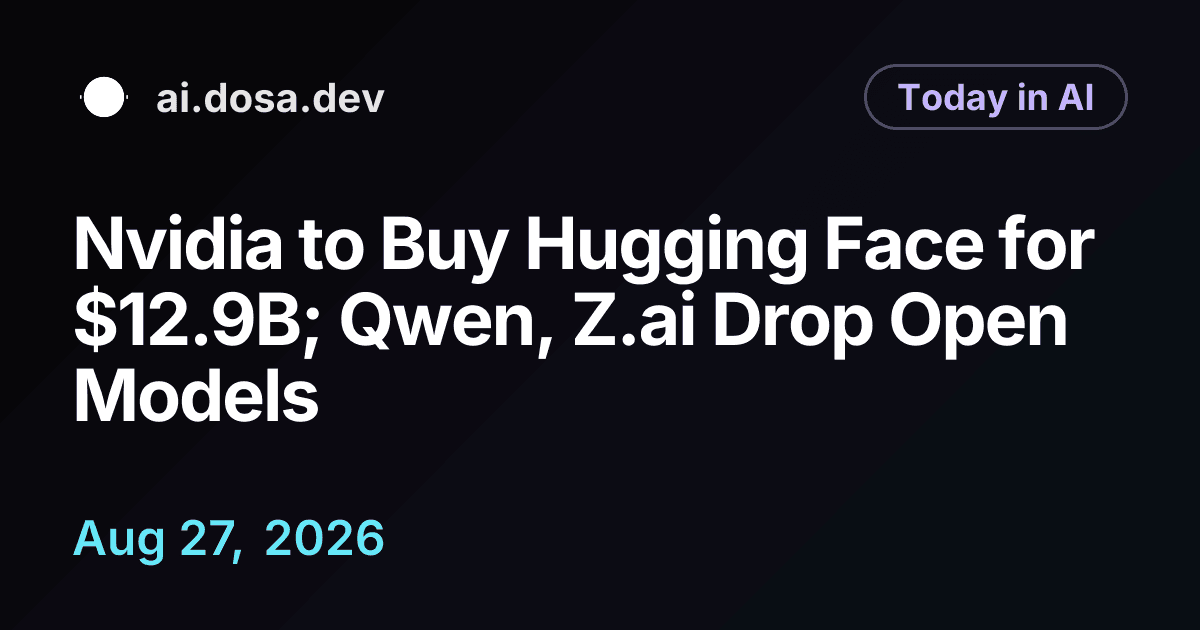 ai.dosa.dev
Today in AI
Nvidia to Buy Hugging Face for
$12.9B; Qwen, Z.ai Drop Open
Models
Aug 27, 2026